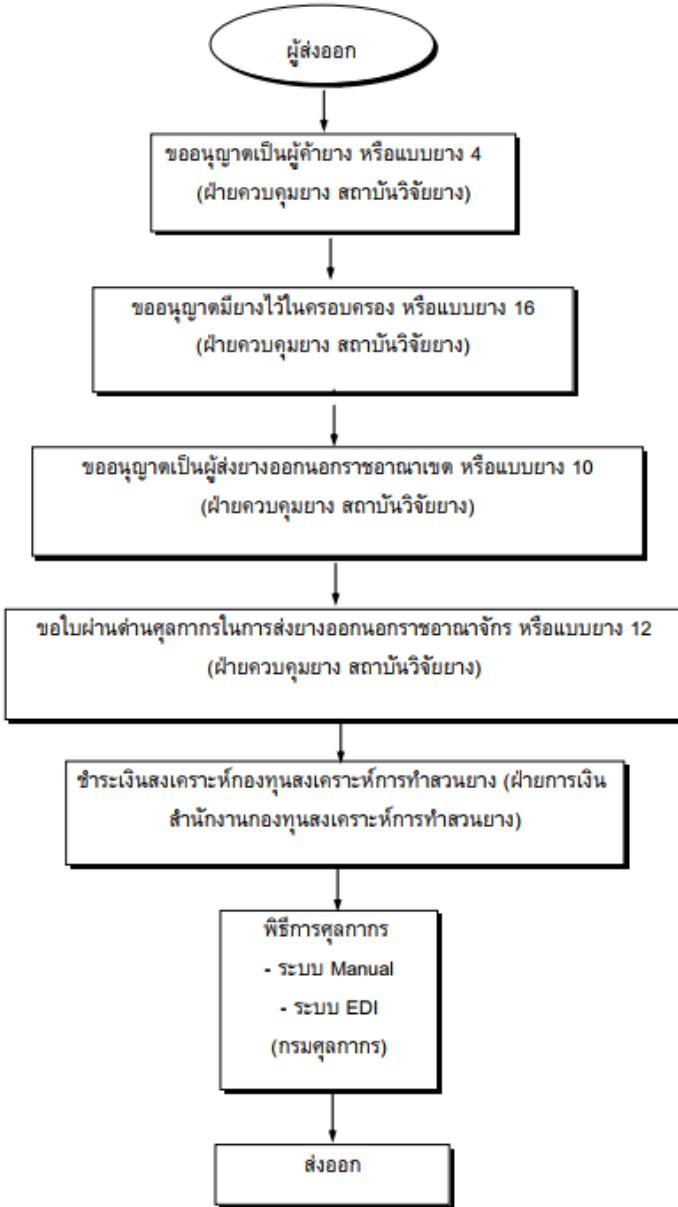 ผู้ส่งออก
ขออนุญาตเป็นผู้ค้ายาง หรือแบบยาง 4
(ฝ่ายควบคุมยาง สถาบันวิจัยยาง)
ขออนุญาตมียางไว้ในครอบครอง หรือแบบยาง 16
(ฝ่ายควบคุมยาง สถาบันวิจัยยาง)
ขออนุญาตเป็นผู้ส่งยางออกนอกราชอาณาเขต หรือแบบยาง 10
(ฝ่ายควบคุมยาง สถาบันวิจัยยาง)
ขอใบผ่านด่านศุลกากรในการส่งยางออกนอกราชอาณาจักร หรือแบบยาง 12
(ฝ่ายควบคุมยาง สถาบันวิจัยยาง)
ชำระเงินสงเคราะห์กองทุนสงเคราะห์การทำสวนยาง (ฝ่ายการเงิน
สำนักงานกองทุนสงเคราะห์การทำสวนยาง)
พิธีการศุลกากร
- ระบบ Manual
- ระบบ EDI
(กรมศุลกากร)
ส่งออก